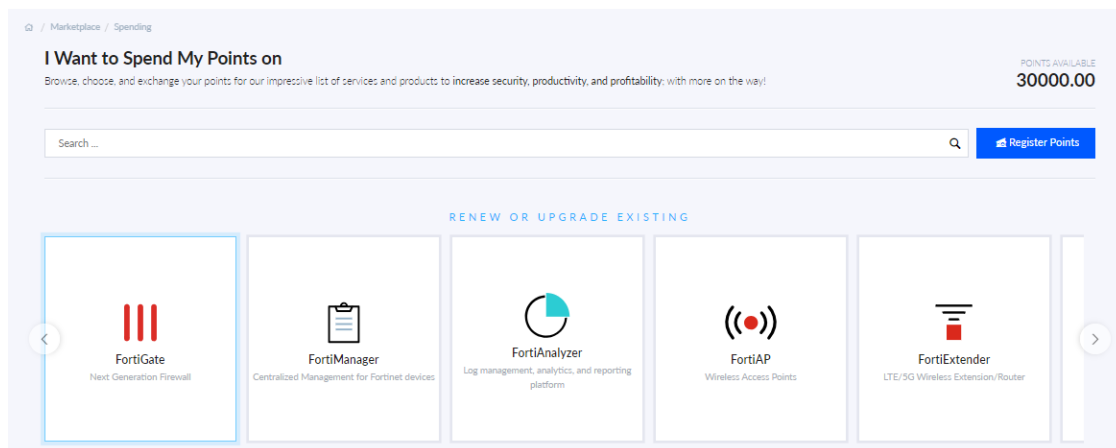 / Marketplace / Spending
I Want to Spend My Points on
Browse, choose, and exchange your points for our impressive list of services and products to increase security, productivity, and profitability; with more on the way!
POINTS AVAILABLE
30000.00
Search ...
Register Points
RENEW OR UPGRADE EXISTING
FortiGate
Next Generation Firewall
FortiManager
Centralized Management for Fortinet devices
FortiAnalyzer
Log management, analytics, and reporting
platform
FortiAP
Wireless Access Points
FortiExtender
LTE/5G Wireless Extension/Router